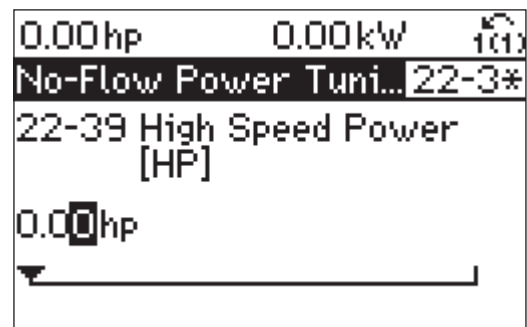 0.00hp 0.00kW 1(1)
No-Flow Power Tuni... 22-3*
22-39 High Speed Power
[HP]
0.00hp